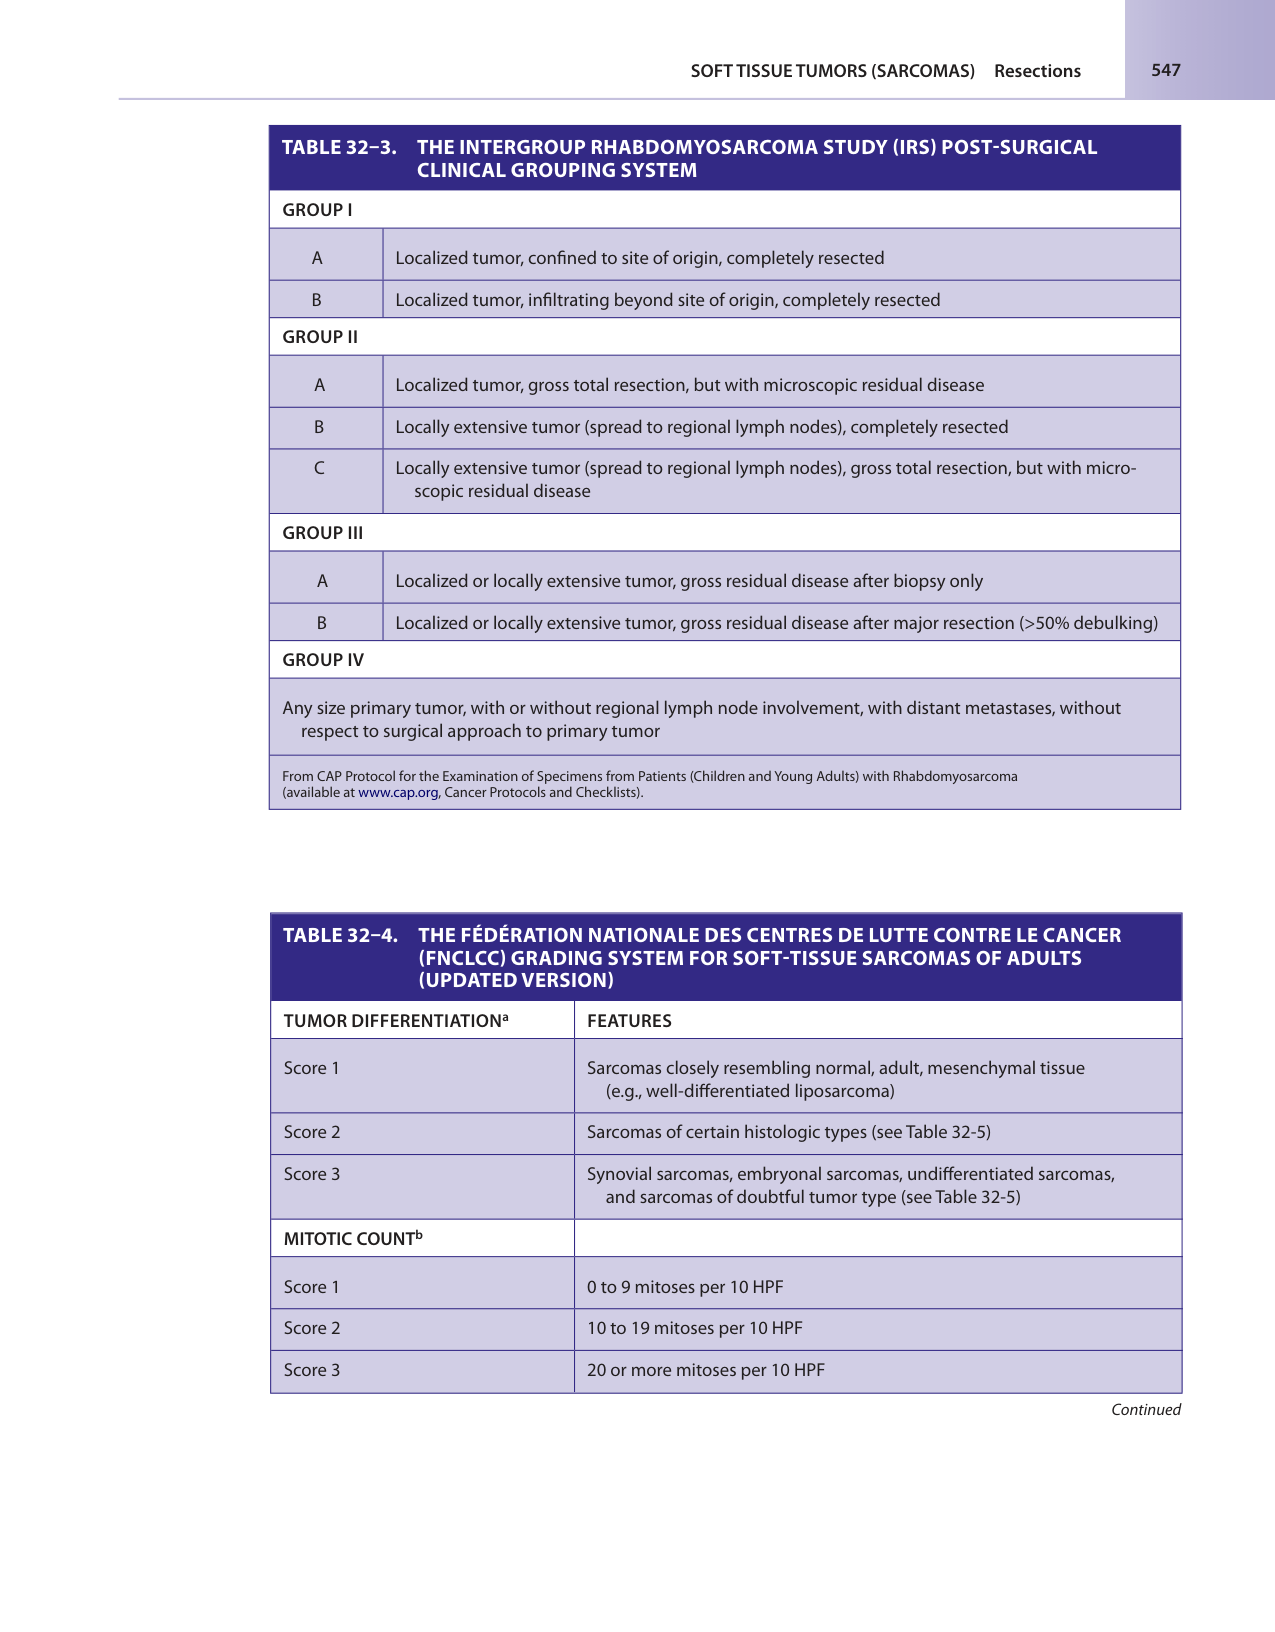 SOFT TISSUE TUMORS (SARCOMAS) Resections 547
TABLE 32–3. THE INTERGROUP RHABDOMYOSARCOMA STUDY (IRS) POST-SURGICAL
CLINICAL GROUPING SYSTEM
GROUP I
A Localized tumor, confined to site of origin, completely resected
B Localized tumor, infiltrating beyond site of origin, completely resected
GROUP II
A Localized tumor, gross total resection, but with microscopic residual disease
B Locally extensive tumor (spread to regional lymph nodes), completely resected
C Locally extensive tumor (spread to regional lymph nodes), gross total resection, but with micro-
scopic residual disease
GROUP III
A Localized or locally extensive tumor, gross residual disease after biopsy only
B Localized or locally extensive tumor, gross residual disease after major resection (>50% debulking)
GROUP IV
Any size primary tumor, with or without regional lymph node involvement, with distant metastases, without
respect to surgical approach to primary tumor
From CAP Protocol for the Examination of Specimens from Patients (Children and Young Adults) with Rhabdomyosarcoma
(available at www.cap.org, Cancer Protocols and Checklists).
TABLE 32–4. THE FÉDÉRATION NATIONALE DES CENTRES DE LUTTE CONTRE LE CANCER
(FNCLCC) GRADING SYSTEM FOR SOFT-TISSUE SARCOMAS OF ADULTS
(UPDATED VERSION)
TUMOR DIFFERENTIATIONᵃ FEATURES
Score 1 Sarcomas closely resembling normal, adult, mesenchymal tissue
(e.g., well-differentiated liposarcoma)
Score 2 Sarcomas of certain histologic types (see Table 32-5)
Score 3 Synovial sarcomas, embryonal sarcomas, undifferentiated sarcomas,
and sarcomas of doubtful tumor type (see Table 32-5)
MITOTIC COUNTᵇ
Score 1 0 to 9 mitoses per 10 HPF
Score 2 10 to 19 mitoses per 10 HPF
Score 3 20 or more mitoses per 10 HPF
Continued